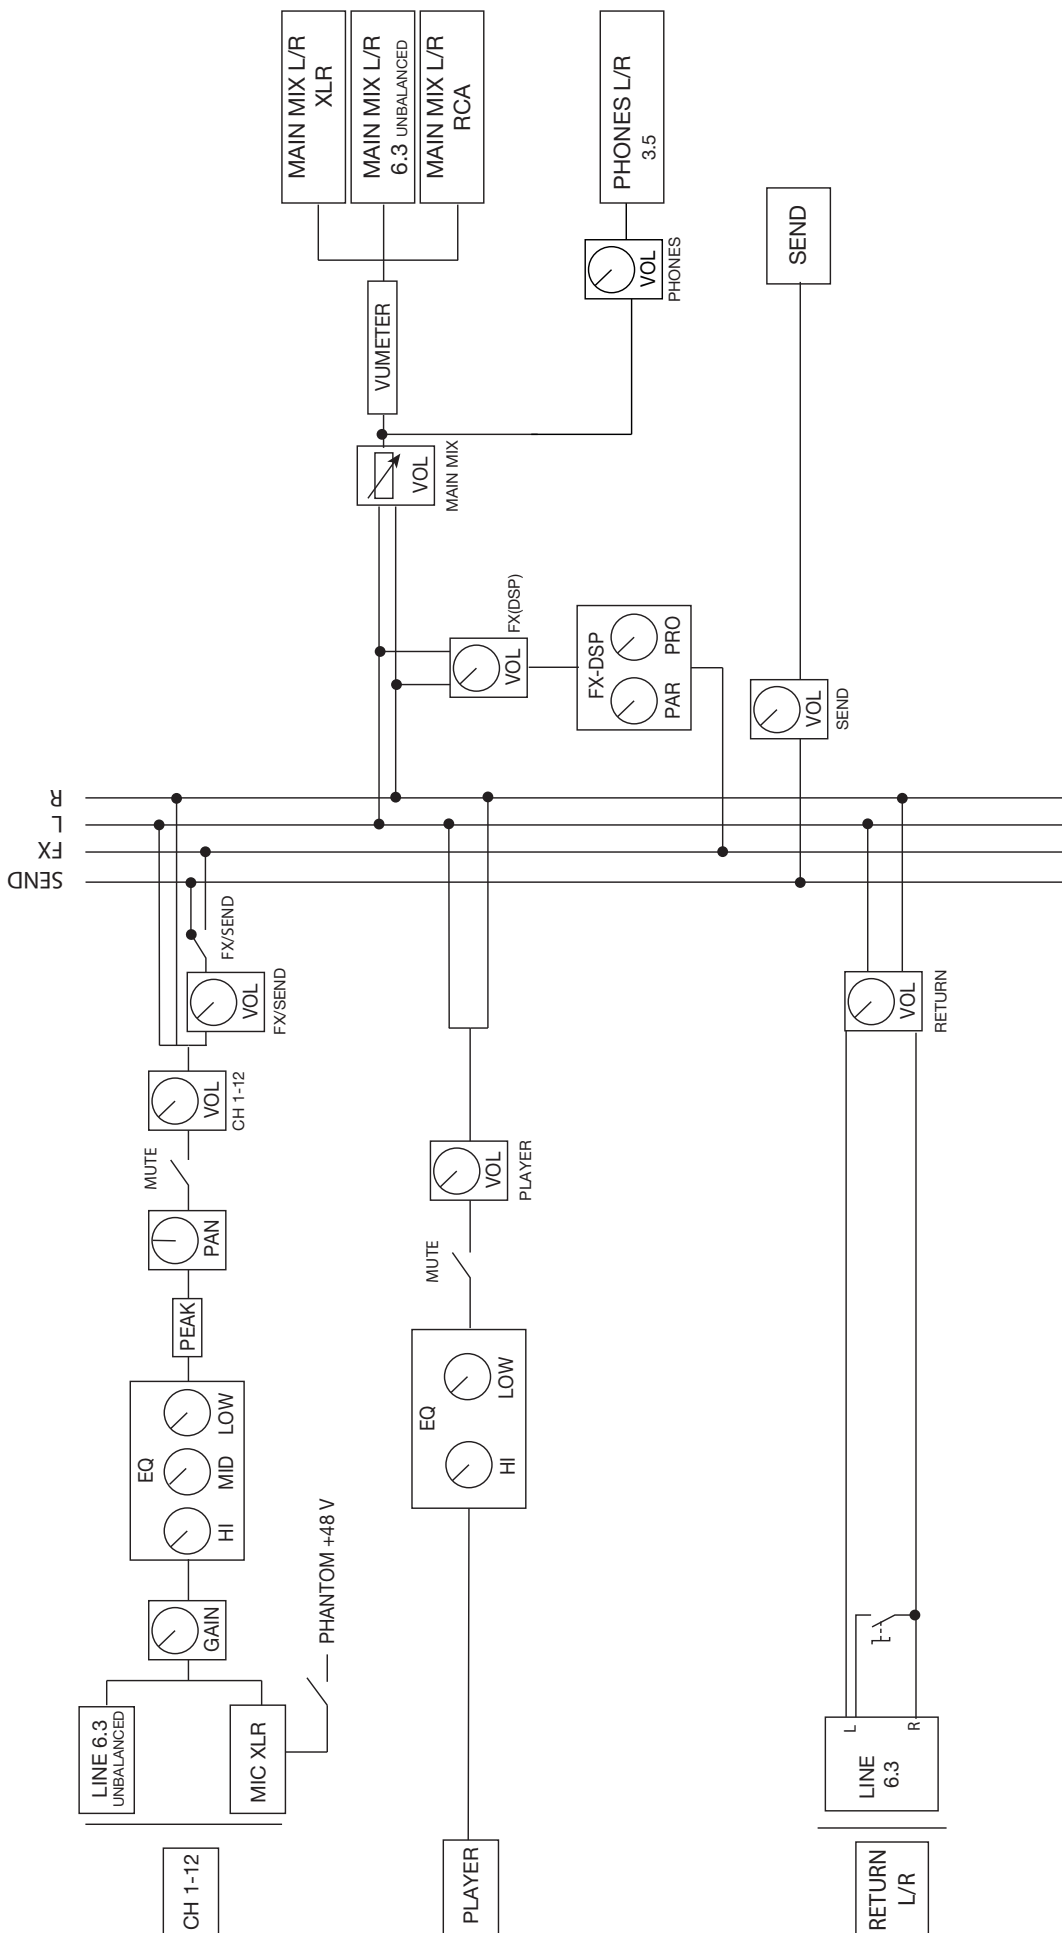 CH 1-12
LINE 6.3
UNBALANCED
MIC XLR
PHANTOM +48 V
GAIN
EQ
HI
MID
LOW
PEAK
PAN
MUTE
VOL
CH 1-12
VOL
FX/SEND
FX/SEND
SEND
FX
L
R
PLAYER
EQ
HI
LOW
MUTE
VOL
PLAYER
VOL
FX(DSP)
FX-DSP
PAR
PRO
VOL
MAIN MIX
VUMETER
MAIN MIX L/R
XLR
MAIN MIX L/R
6.3 UNBALANCED
MAIN MIX L/R
RCA
VOL
PHONES
PHONES L/R
3.5
RETURN
L/R
LINE
6.3
L
R
VOL
RETURN
VOL
SEND
SEND